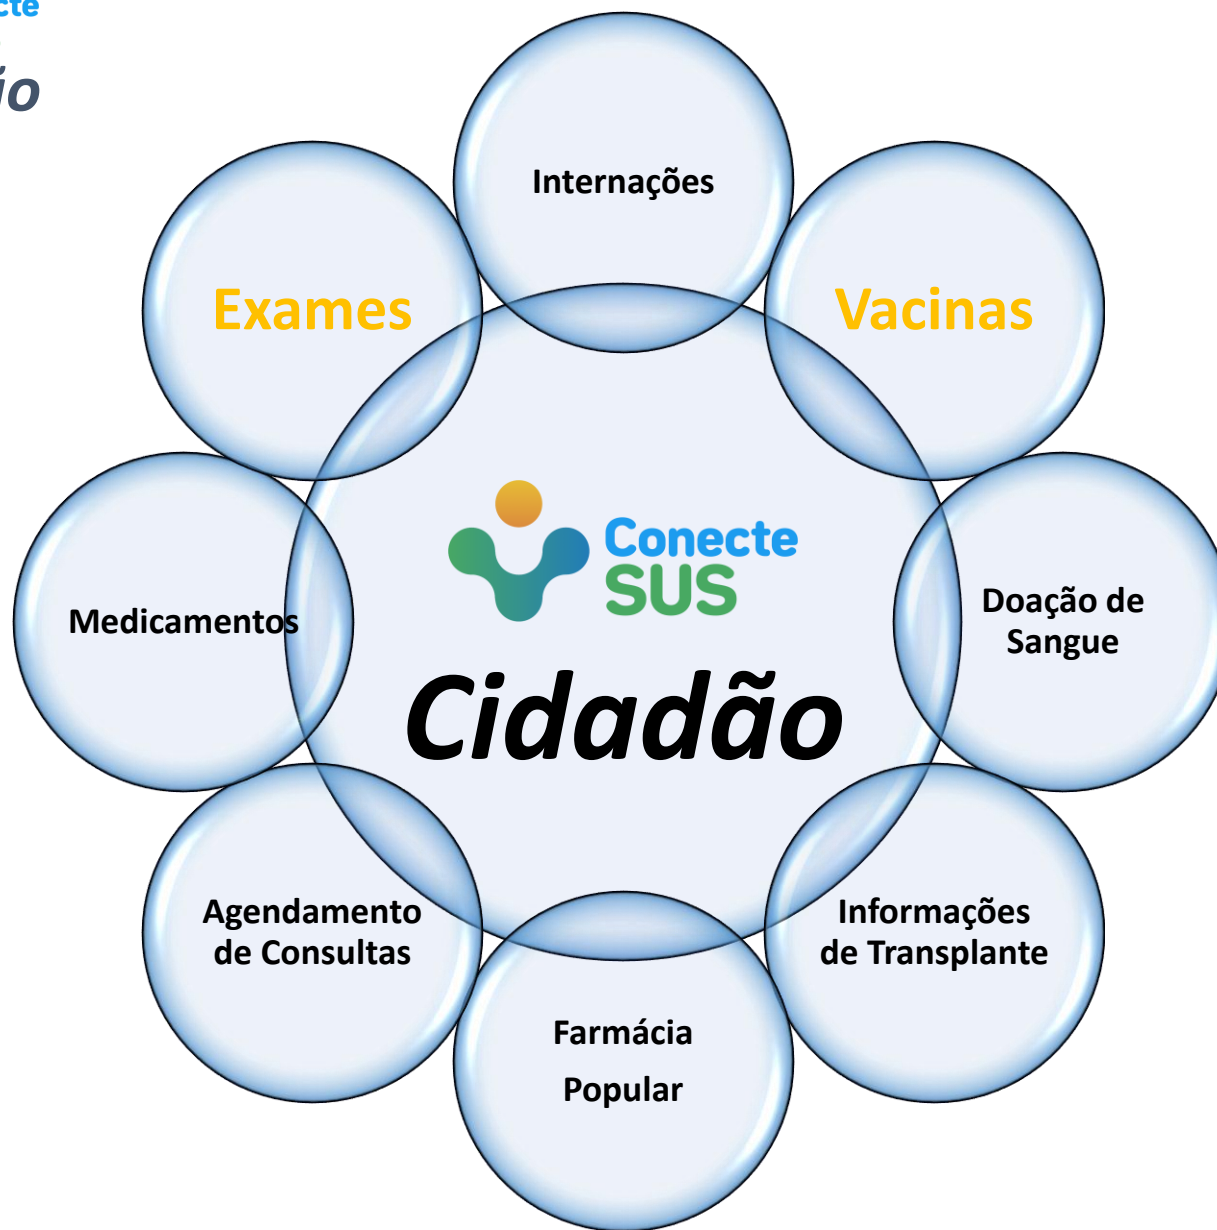 Internações
Exames
Vacinas
Conecte
SUS
Cidadão
Medicamentos
Doação de
Sangue
Agendamento
de Consultas
Informações
de Transplante
Farmácia
Popular